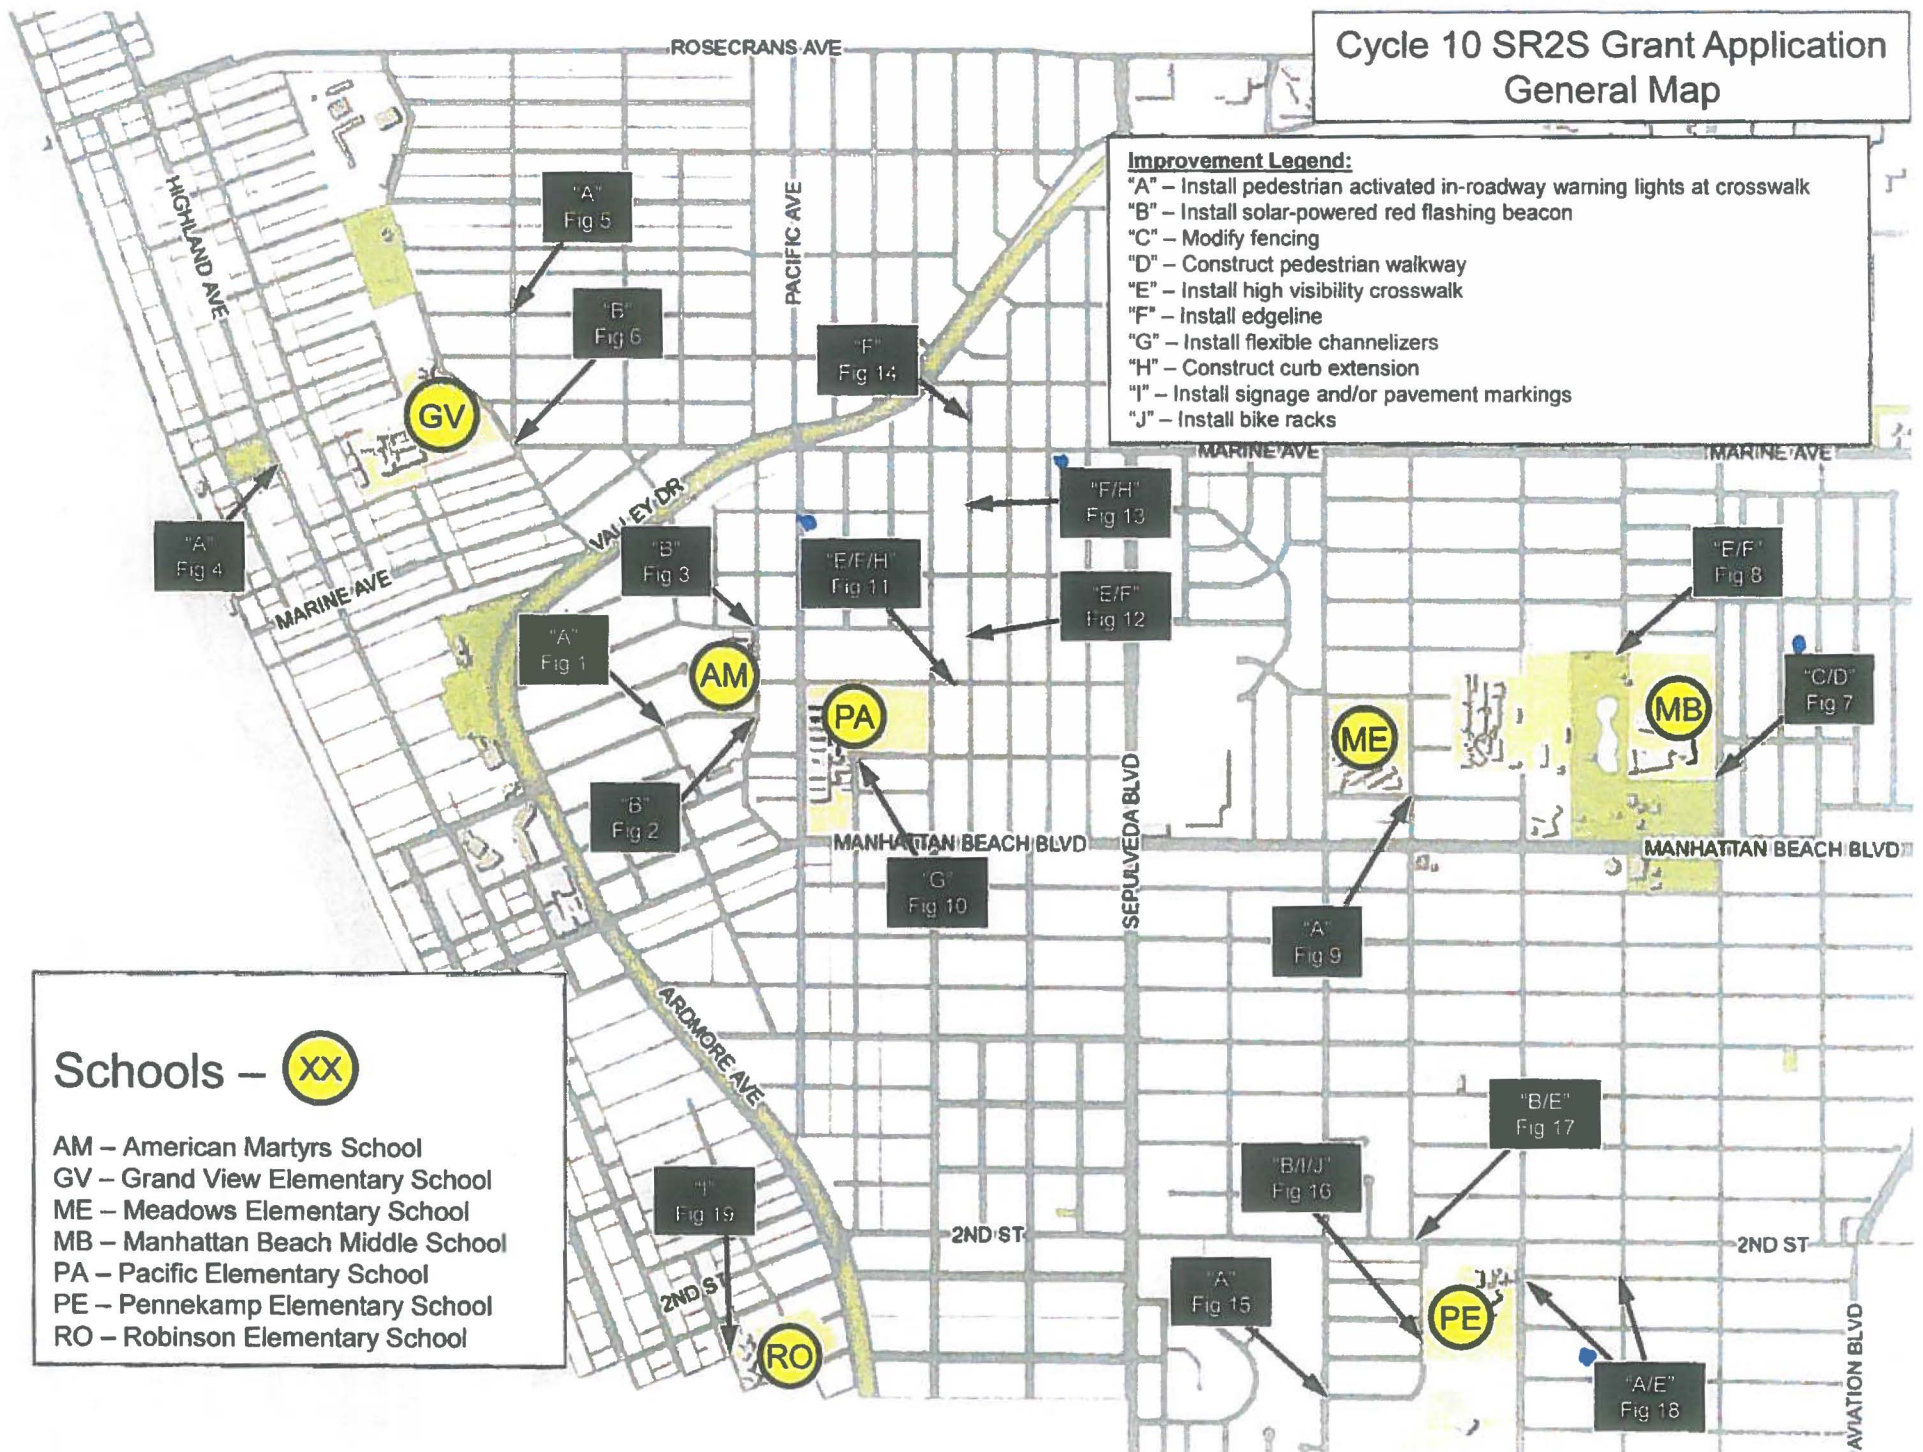 Cycle 10 SR2S Grant Application
General Map
Improvement Legend:
"A" – Install pedestrian activated in-roadway warning lights at crosswalk
"B" – Install solar-powered red flashing beacon
"C" – Modify fencing
"D" – Construct pedestrian walkway
"E" – Install high visibility crosswalk
"F" – Install edgeline
"G" – Install flexible channelizers
"H" – Construct curb extension
"I" – Install signage and/or pavement markings
"J" – Install bike racks
ROSECRANS AVE
HIGHLAND AVE
PACIFIC AVE
"A"
Fig 5
"B"
Fig 6
"F"
Fig 14
GV
MARINE AVE
MARINE AVE
VALLEY DR
"A"
Fig 4
MARINE AVE
"B"
Fig 3
"E/F/H"
Fig 11
"F/H"
Fig 13
"E/F"
Fig 12
"E/F"
Fig 8
"A"
Fig 1
AM
PA
ME
MB
"C/D"
Fig 7
"B"
Fig 2
SEPULVEDA BLVD
MANHATTAN BEACH BLVD
MANHATTAN BEACH BLVD
"G"
Fig 10
"A"
Fig 9
ARDMORE AVE
Schools – XX
AM – American Martyrs School
GV – Grand View Elementary School
ME – Meadows Elementary School
MB – Manhattan Beach Middle School
PA – Pacific Elementary School
PE – Pennekamp Elementary School
RO – Robinson Elementary School
"I"
Fig 19
"B/E"
Fig 17
"B/I/J"
Fig 16
2ND ST
2ND ST
2ND ST
"A"
Fig 15
PE
RO
"A/E"
Fig 18
AVIATION BLVD